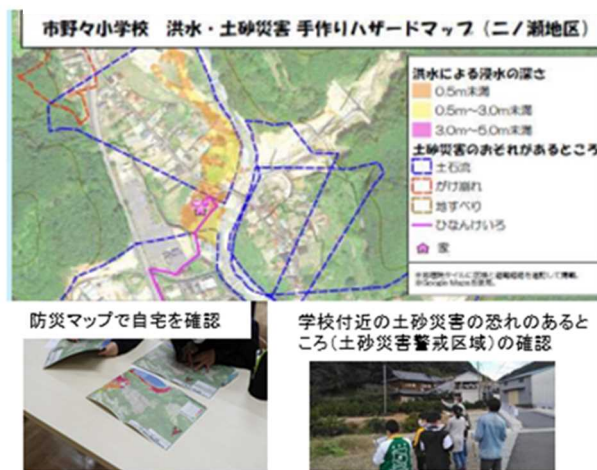 市野々小学校　洪水・土砂災害 手作りハザードマップ（二ノ瀬地区）
洪水による浸水の深さ
0.5m未満
0.5m～3.0m未満
3.0m～5.0m未満
土砂災害のおそれがあるところ
土石流
がけ崩れ
地すべり
ひなんけいろ
家
防災マップで自宅を確認
学校付近の土砂災害の恐れのあると
ころ（土砂災害警戒区域）の確認